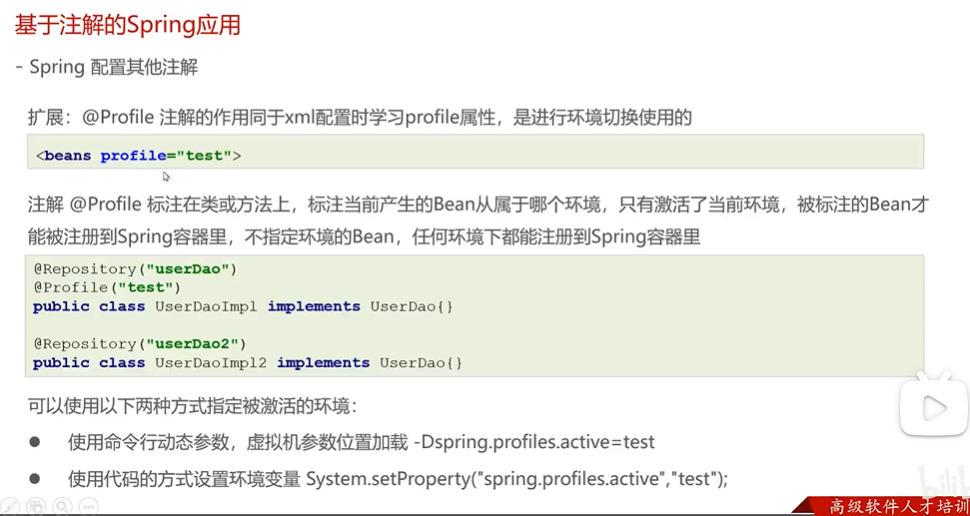 基于注解的Spring应用
- Spring 配置其他注解
扩展：@Profile 注解的作用同于xml配置时学习profile属性，是进行环境切换使用的
<beans profile="test">
注解 @Profile 标注在类或方法上，标注当前产生的Bean从属于哪个环境，只有激活了当前环境，被标注的Bean才
能被注册到Spring容器里，不指定环境的Bean，任何环境下都能注册到Spring容器里
@Repository("userDao")
@Profile("test")
public class UserDaoImpl implements UserDao{}
@Repository("userDao2")
public class UserDaoImpl2 implements UserDao{}
可以使用以下两种方式指定被激活的环境：
● 使用命令行动态参数，虚拟机参数位置加载 -Dspring.profiles.active=test
● 使用代码的方式设置环境变量 System.setProperty("spring.profiles.active","test");
高级软件人才培训